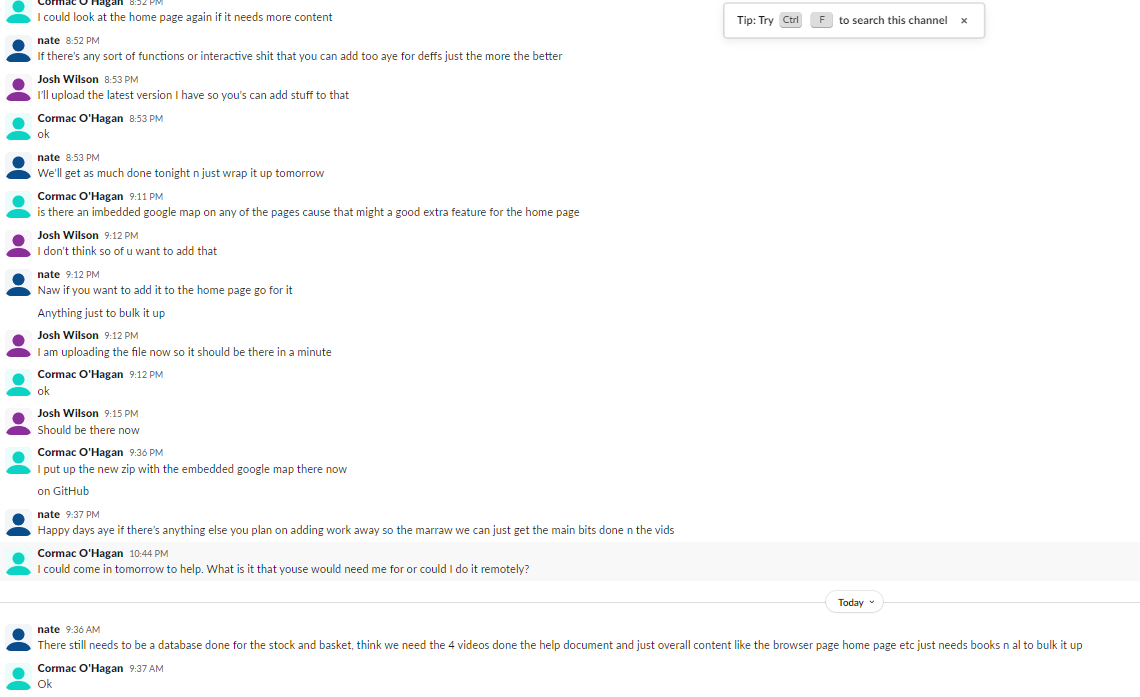 Cormac O'Hagan 8:52 PM
I could look at the home page again if it needs more content
Tip: Try Ctrl F to search this channel ×
nate 8:52 PM
If there's any sort of functions or interactive shit that you can add too aye for deffs just the more the better
Josh Wilson 8:53 PM
I'll upload the latest version I have so you's can add stuff to that
Cormac O'Hagan 8:53 PM
ok
nate 8:53 PM
We'll get as much done tonight n just wrap it up tomorrow
Cormac O'Hagan 9:11 PM
is there an imbedded google map on any of the pages cause that might a good extra feature for the home page
Josh Wilson 9:12 PM
I don't think so of u want to add that
nate 9:12 PM
Naw if you want to add it to the home page go for it
Anything just to bulk it up
Josh Wilson 9:12 PM
I am uploading the file now so it should be there in a minute
Cormac O'Hagan 9:12 PM
ok
Josh Wilson 9:15 PM
Should be there now
Cormac O'Hagan 9:36 PM
I put up the new zip with the embedded google map there now
on GitHub
nate 9:37 PM
Happy days aye if there's anything else you plan on adding work away so the marraw we can just get the main bits done n the vids
Cormac O'Hagan 10:44 PM
I could come in tomorrow to help. What is it that youse would need me for or could I do it remotely?
Today
nate 9:36 AM
There still needs to be a database done for the stock and basket, think we need the 4 videos done the help document and just overall content like the browser page home page etc just needs books n al to bulk it up
Cormac O'Hagan 9:37 AM
Ok